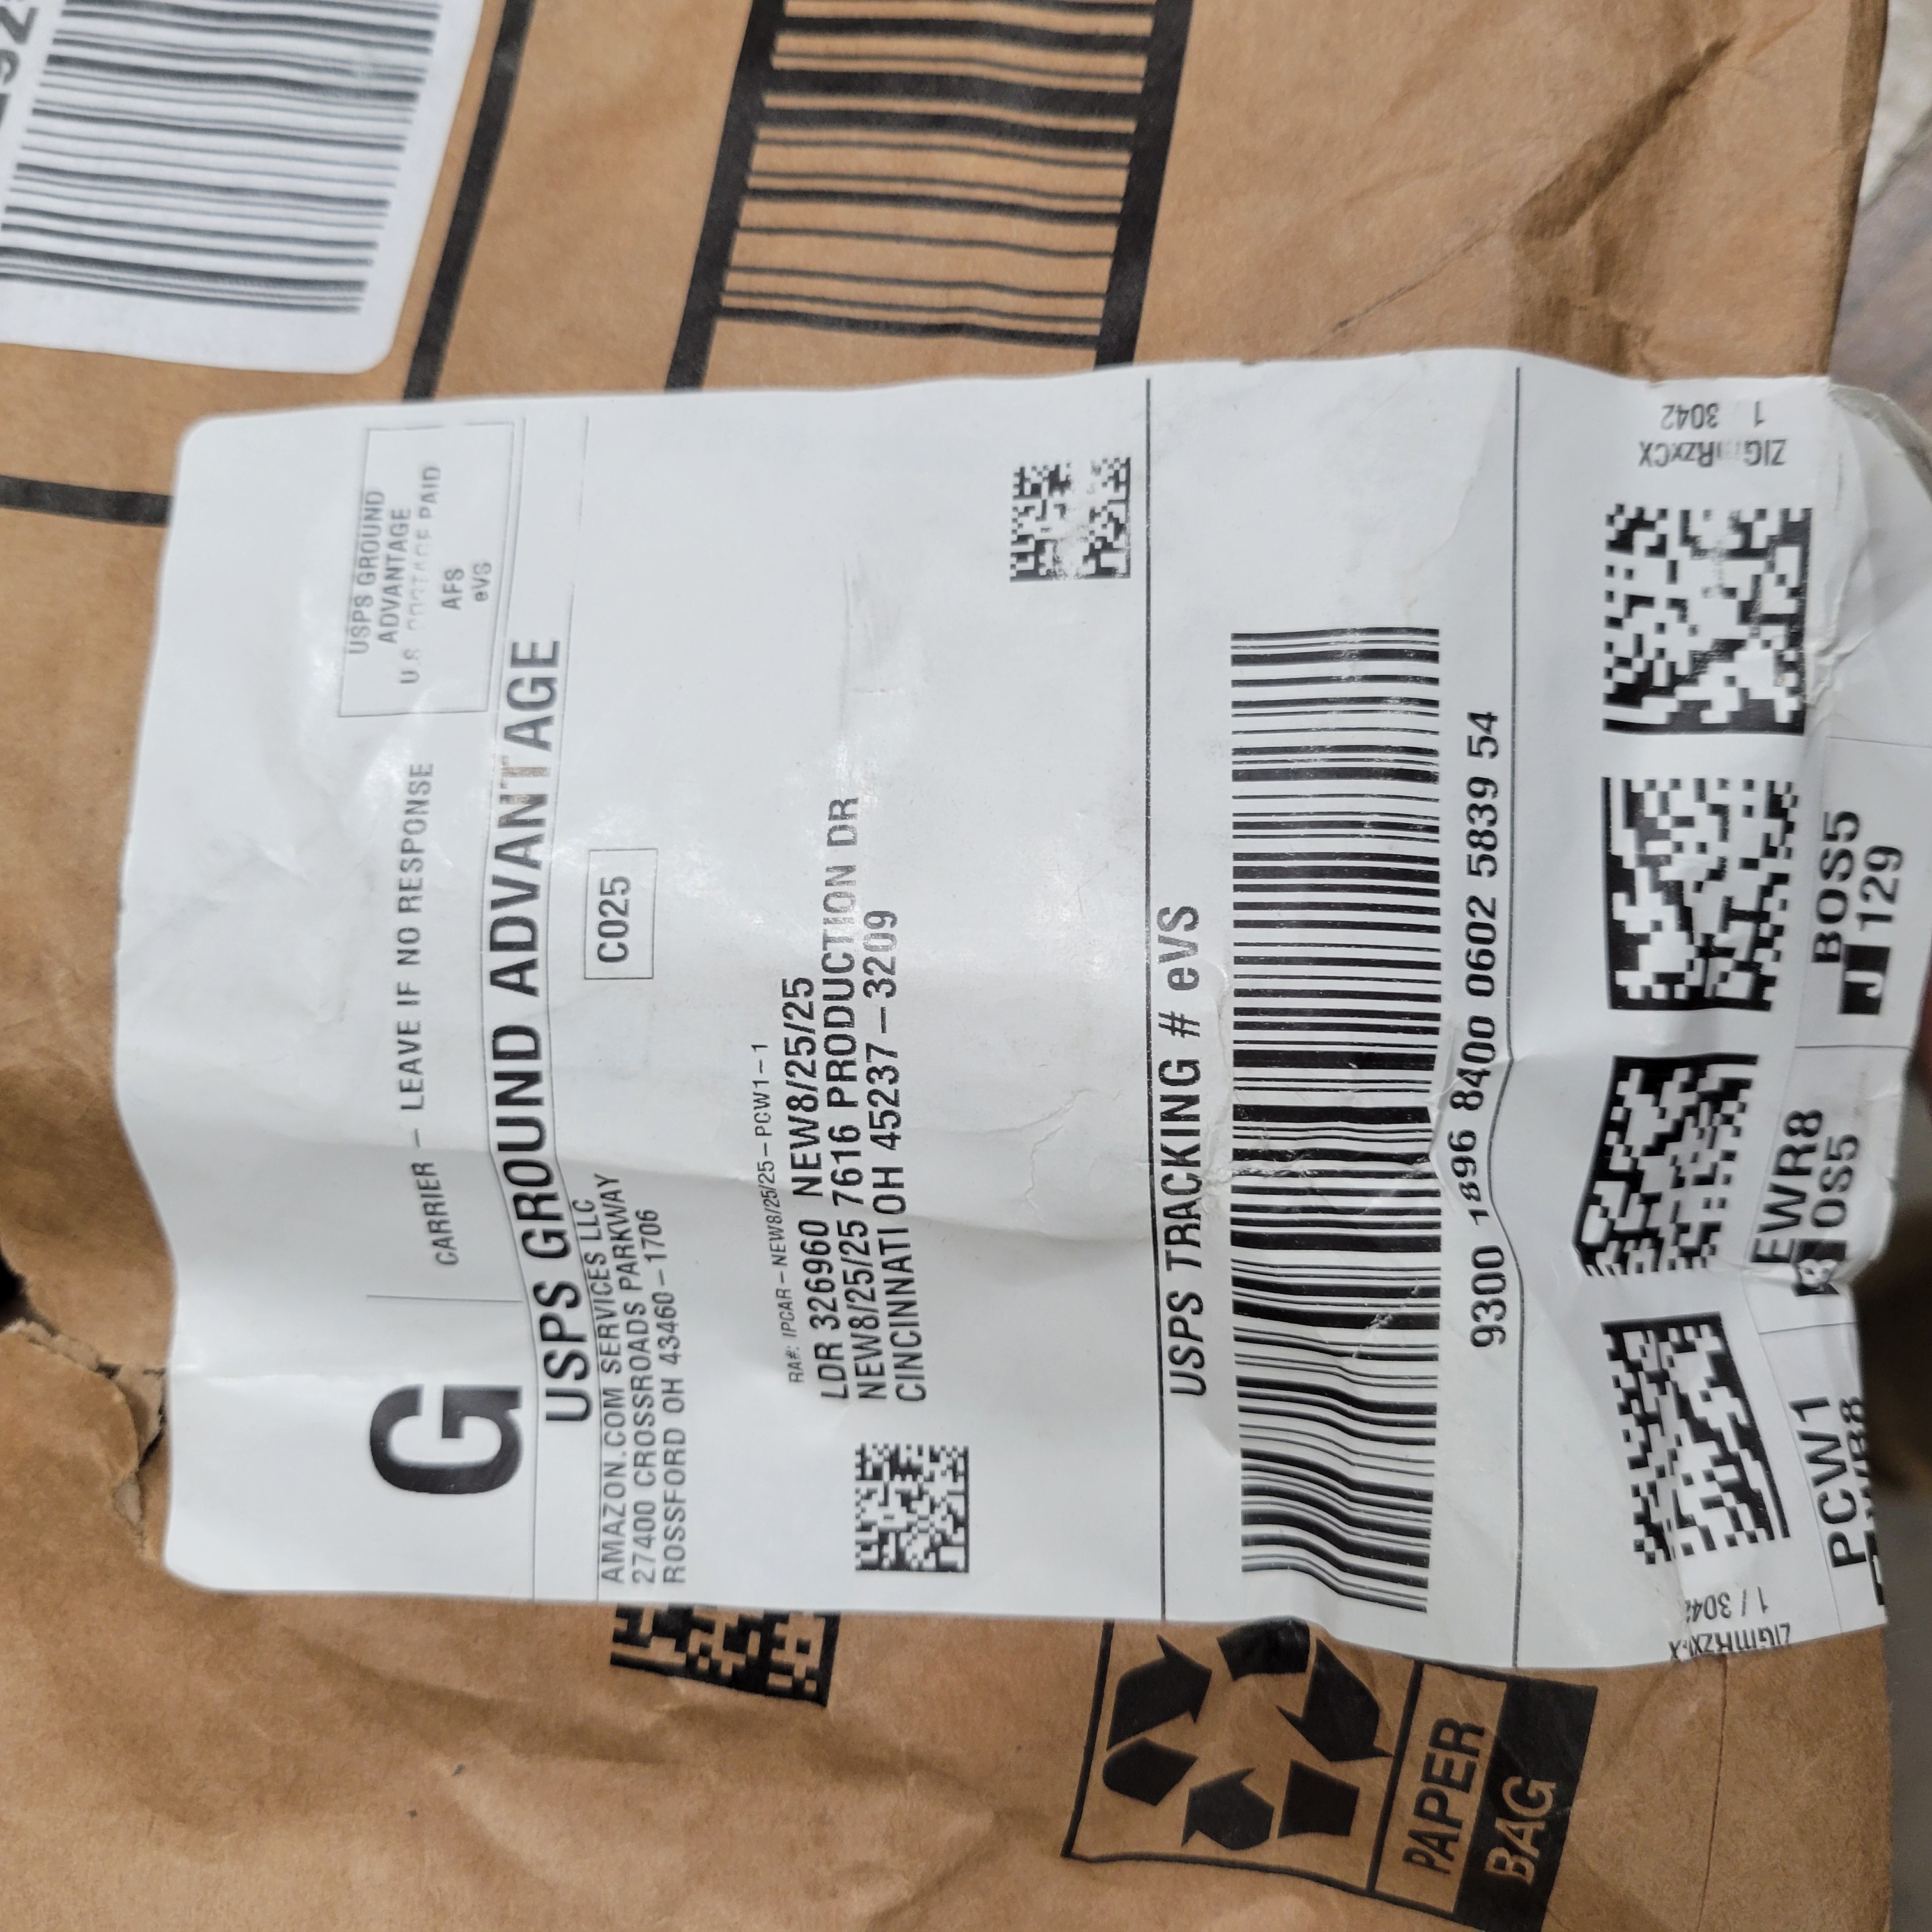 G
CARRIER – LEAVE IF NO RESPONSE
USPS GROUND
ADVANTAGE
U.S. POSTAGE PAID
AFS
eVS
USPS GROUND ADVANTAGE
AMAZON.COM SERVICES LLC
27400 CROSSROADS PARKWAY
ROSSFORD OH 43460–1706
C025
RA#: IPCAR–NEW8/25/25–PCW1–1
LDR 326960 NEW8/25/25
NEW8/25/25 7616 PRODUCTION DR
CINCINNATI OH 45237–3209
USPS TRACKING # eVS
9300 1896 8400 0602 5839 54
1 3042
1 / 304
PCW1
EWR8
EWR8
OS5
BOS5
J 129
PAPER
BAG